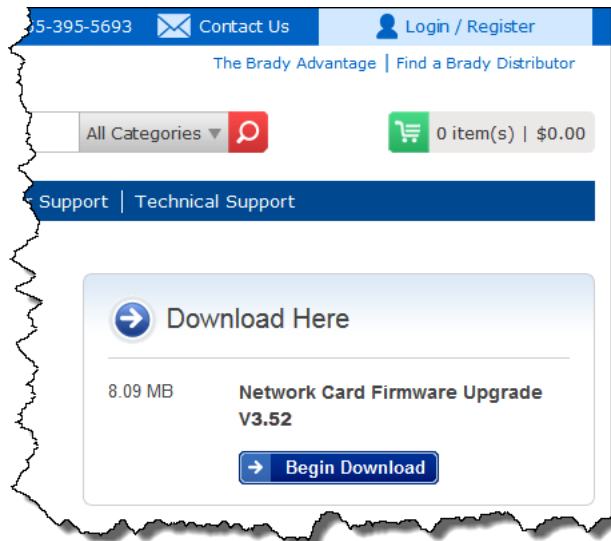 5-395-5693 Contact Us Login / Register
The Brady Advantage | Find a Brady Distributor
All Categories 0 item(s) | $0.00
Support | Technical Support
Download Here
8.09 MB Network Card Firmware Upgrade
V3.52
Begin Download